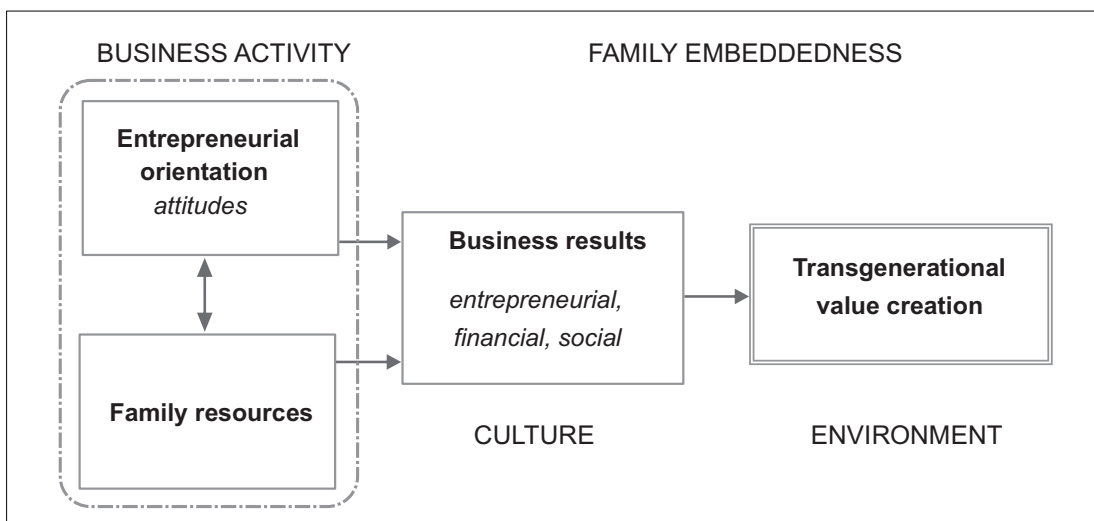 BUSINESS ACTIVITY
FAMILY EMBEDDEDNESS
Entrepreneurial
orientation
attitudes
Family resources
Business results
entrepreneurial,
financial, social
Transgenerational
value creation
CULTURE
ENVIRONMENT